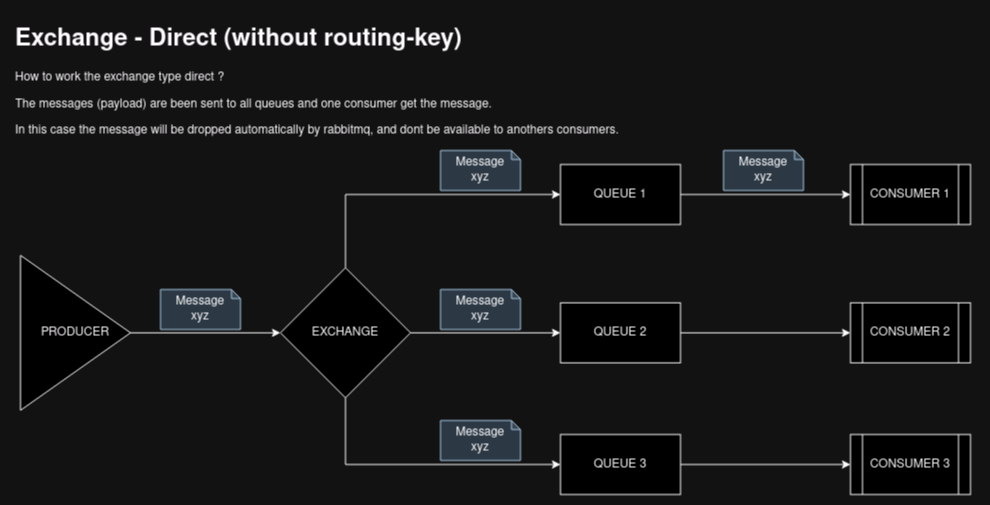 Exchange - Direct (without routing-key)
How to work the exchange type direct ?
The messages (payload) are been sent to all queues and one consumer get the message.
In this case the message will be dropped automatically by rabbitmq, and dont be available to anothers consumers.
Message
xyz
Message
xyz
QUEUE 1
CONSUMER 1
Message
xyz
Message
xyz
PRODUCER
EXCHANGE
QUEUE 2
CONSUMER 2
Message
xyz
QUEUE 3
CONSUMER 3